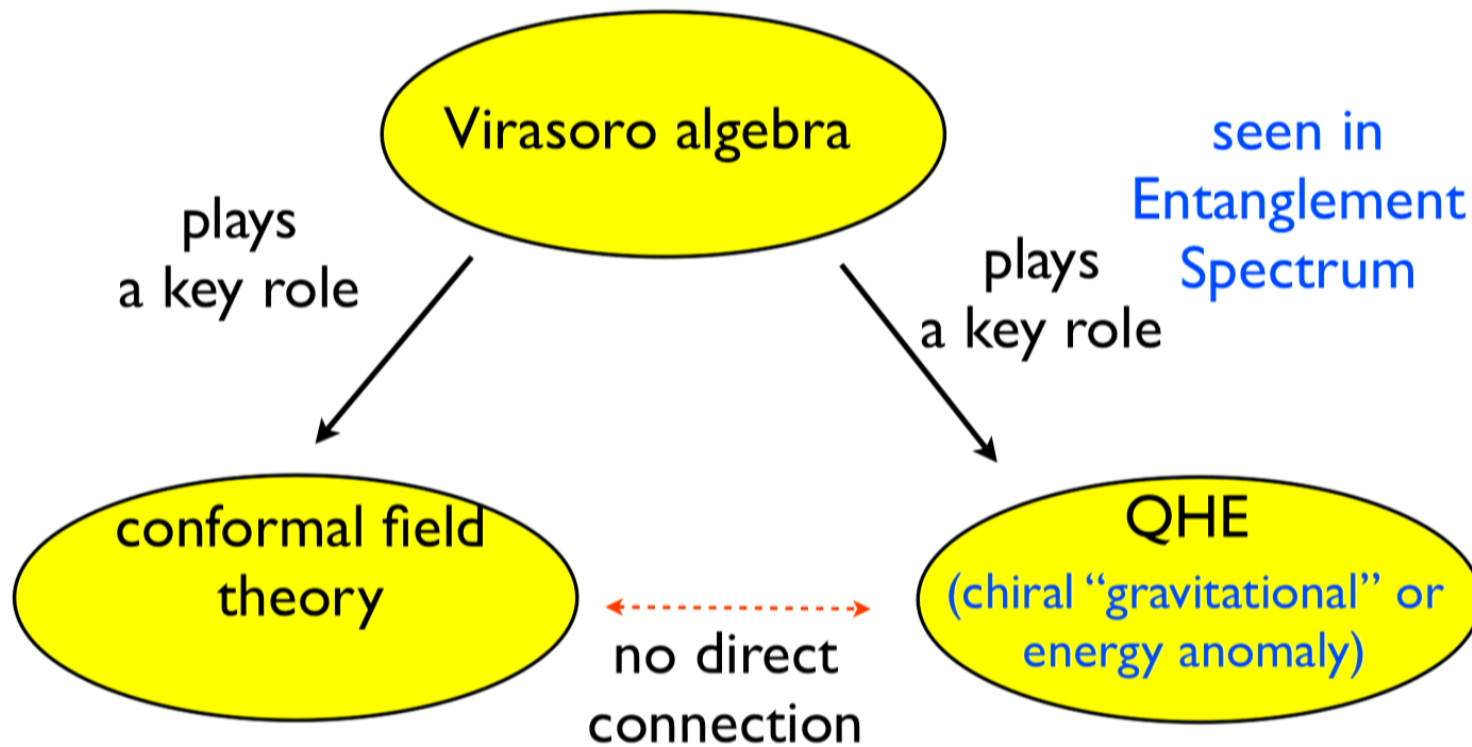 Virasoro algebra
seen in
Entanglement
Spectrum
plays
a key role
plays
a key role
conformal field
theory
QHE
(chiral “gravitational” or
energy anomaly)
no direct
connection